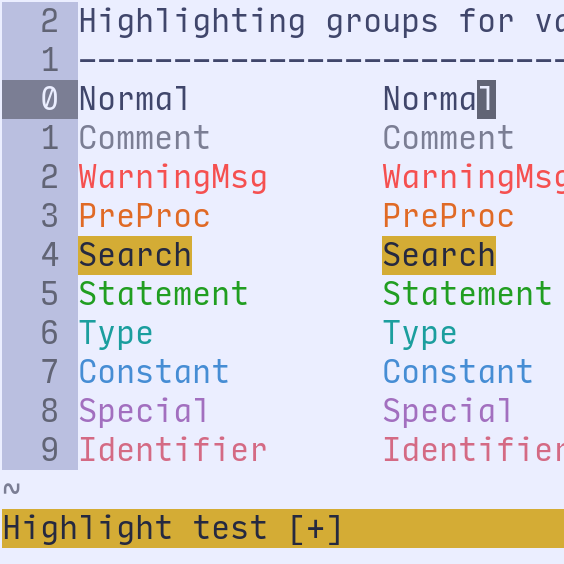 2 Highlighting groups for va
1 --------------------------
0 Normal Normal
1 Comment Comment
2 WarningMsg WarningMsg
3 PreProc PreProc
4 Search Search
5 Statement Statement
6 Type Type
7 Constant Constant
8 Special Special
9 Identifier Identifier
~
Highlight test [+]